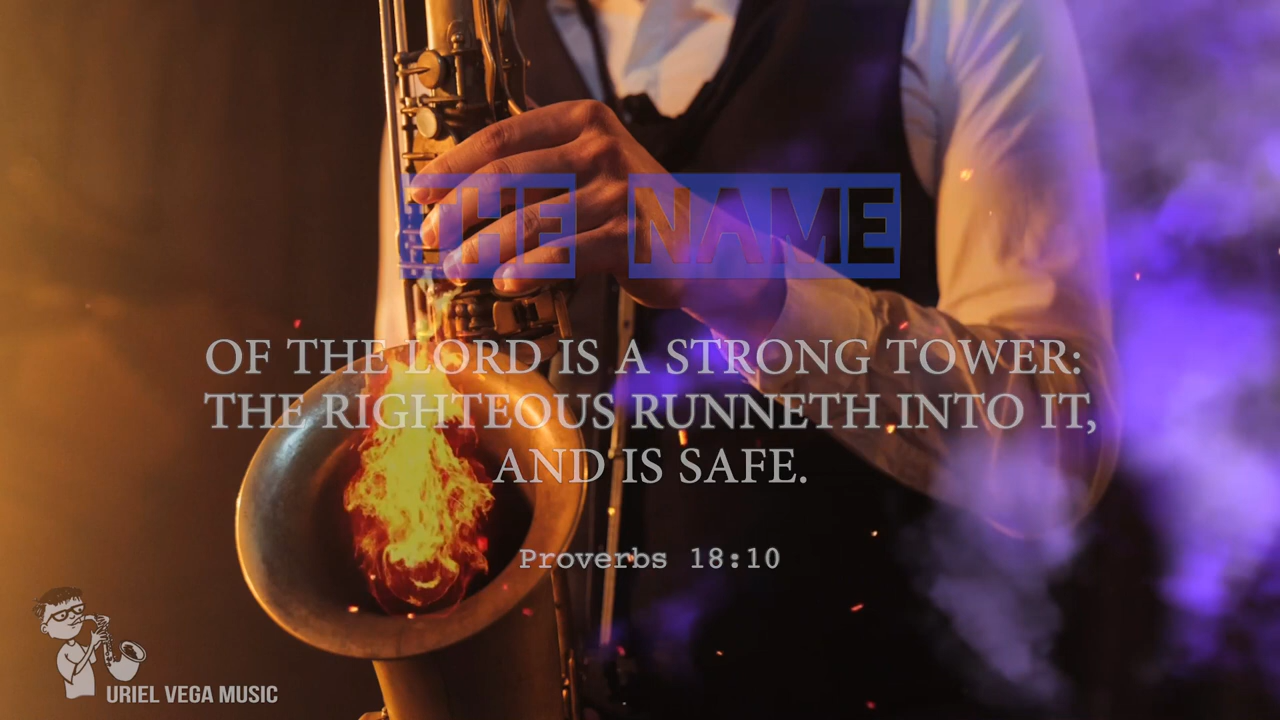 THE NAME
OF THE LORD IS A STRONG TOWER:
THE RIGHTEOUS RUNNETH INTO IT,
AND IS SAFE.
Proverbs 18:10
URIEL VEGA MUSIC